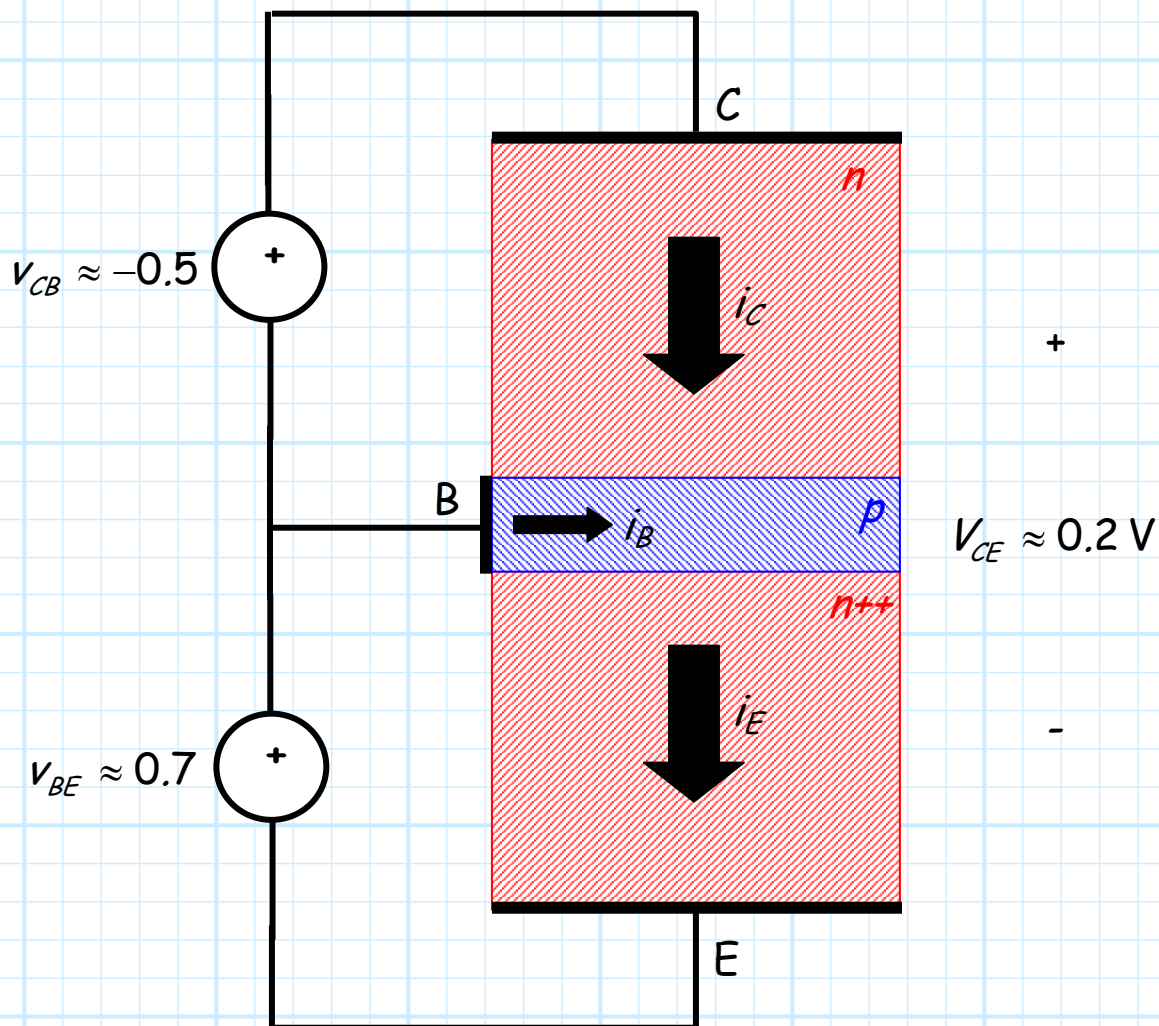 C
n
+
v_CB ≈ −0.5
i_C
+
B
p
i_B
V_CE ≈ 0.2 V
n++
i_E
-
+
v_BE ≈ 0.7
E